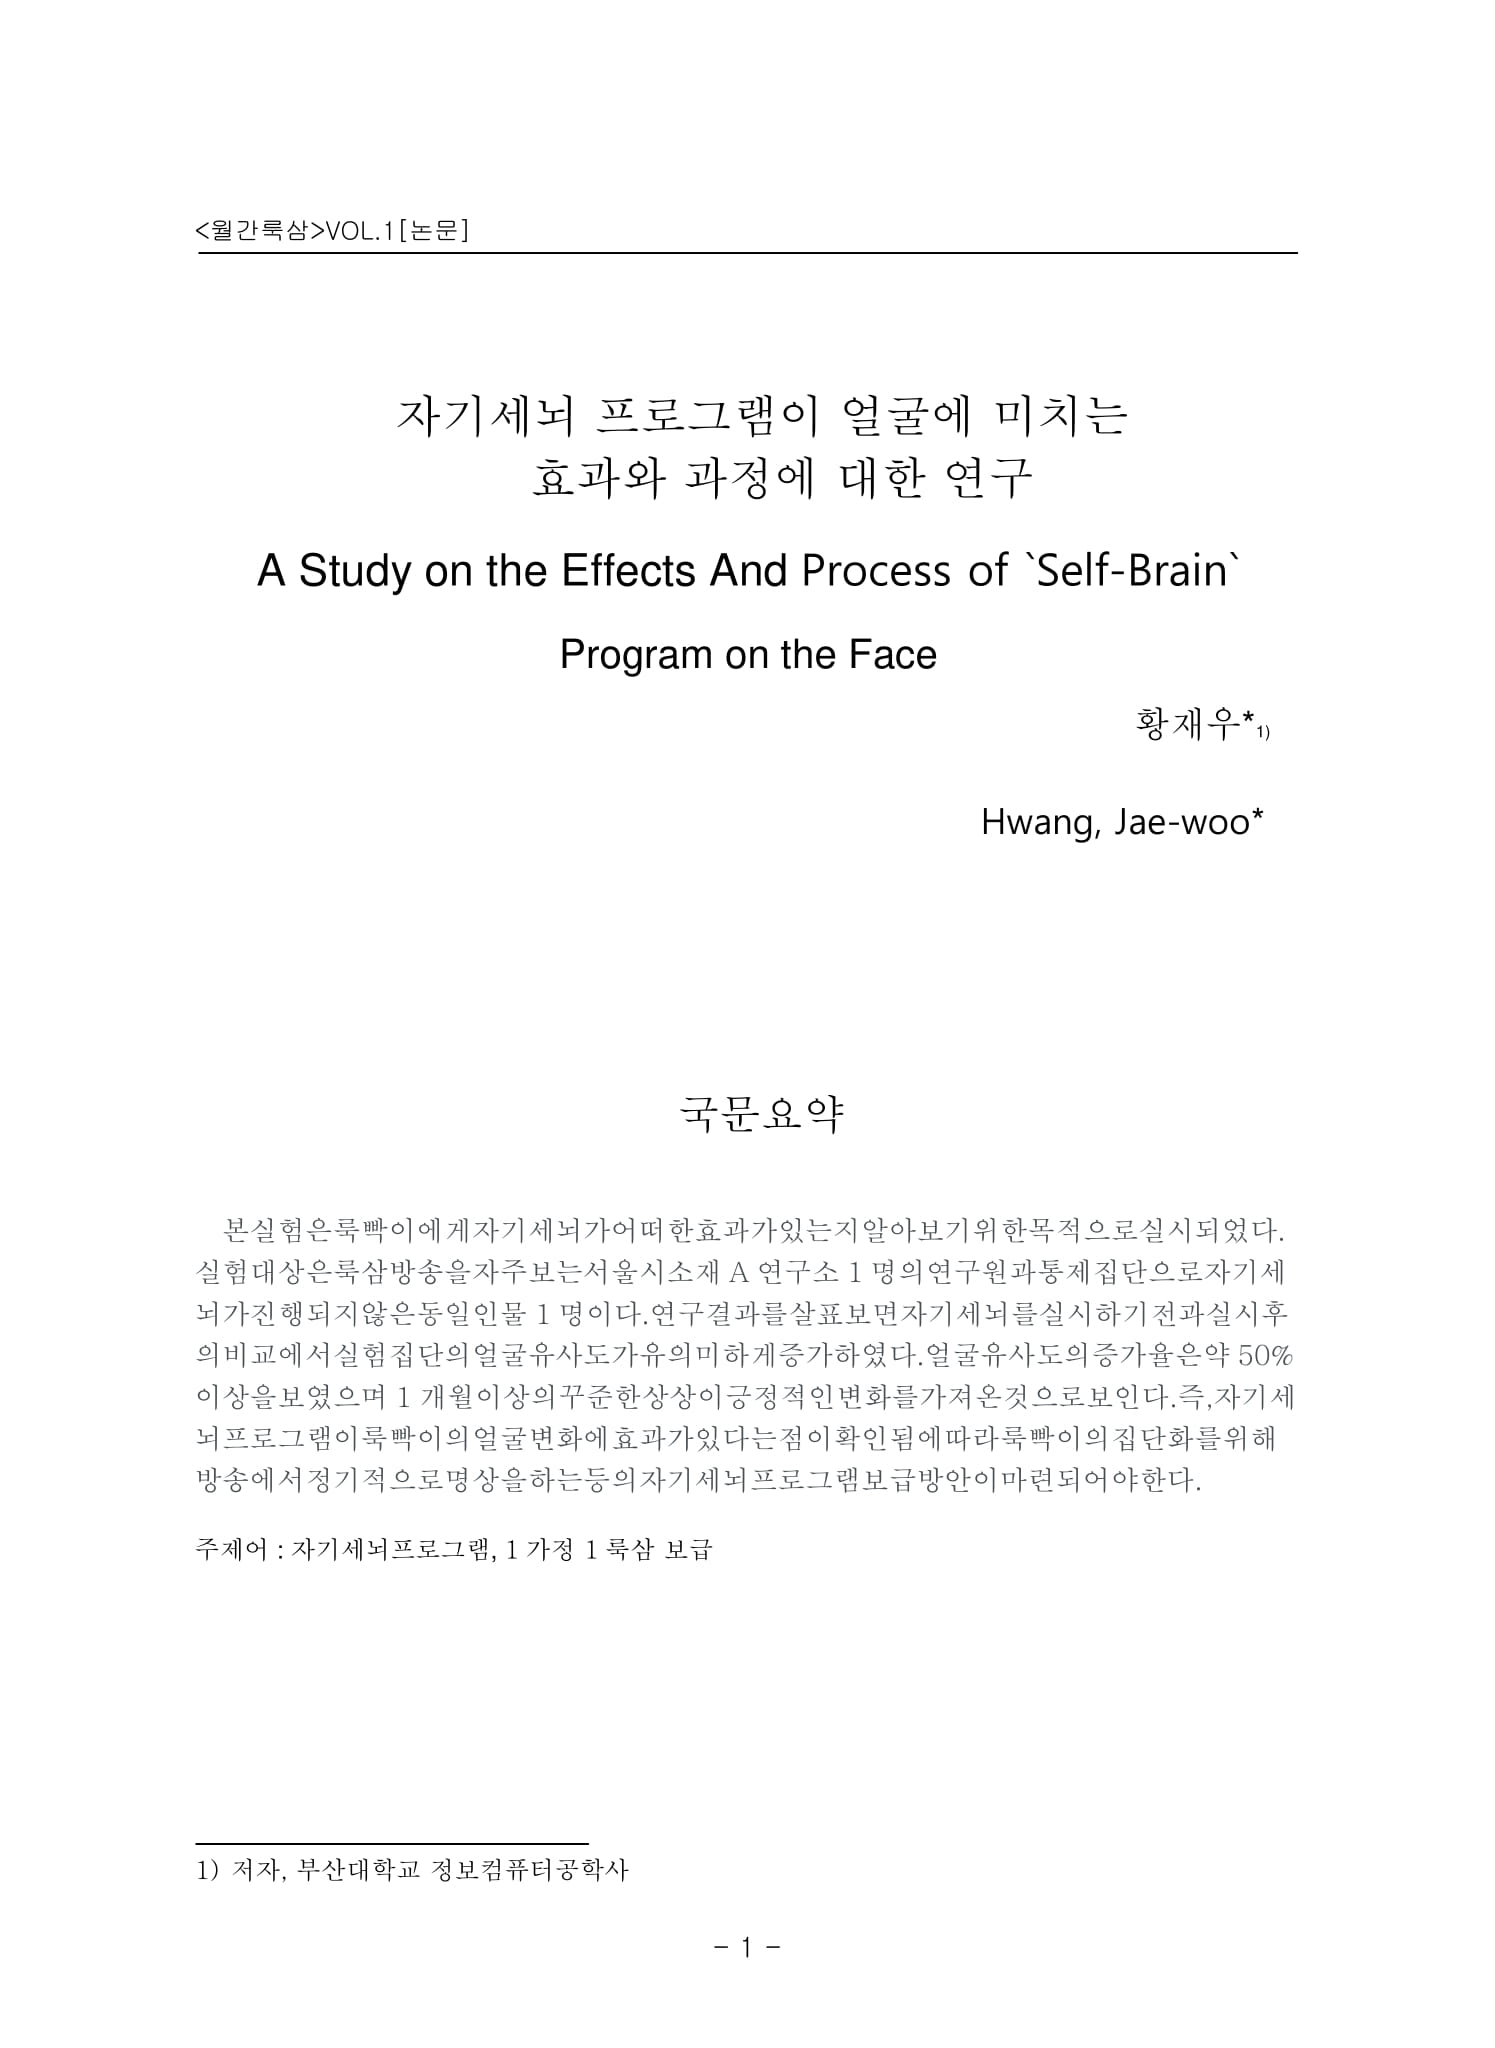 <월간룩삼>VOL.1[논문]
자기세뇌 프로그램이 얼굴에 미치는
효과와 과정에 대한 연구
A Study on the Effects And Process of `Self-Brain`
Program on the Face
황재우*1)
Hwang, Jae-woo*
국문요약
본실험은룩빡이에게자기세뇌가어떠한효과가있는지알아보기위한목적으로실시되었다.
실험대상은룩삼방송을자주보는서울시소재 A 연구소 1 명의연구원과통제집단으로자기세
뇌가진행되지않은동일인물 1 명이다.연구결과를살표보면자기세뇌를실시하기전과실시후
의비교에서실험집단의얼굴유사도가유의미하게증가하였다.얼굴유사도의증가율은약 50%
이상을보였으며 1 개월이상의꾸준한상상이긍정적인변화를가져온것으로보인다.즉,자기세
뇌프로그램이룩빡이의얼굴변화에효과가있다는점이확인됨에따라룩빡이의집단화를위해
방송에서정기적으로명상을하는등의자기세뇌프로그램보급방안이마련되어야한다.
주제어 : 자기세뇌프로그램, 1 가정 1 룩삼 보급
1) 저자, 부산대학교 정보컴퓨터공학사
- 1 -